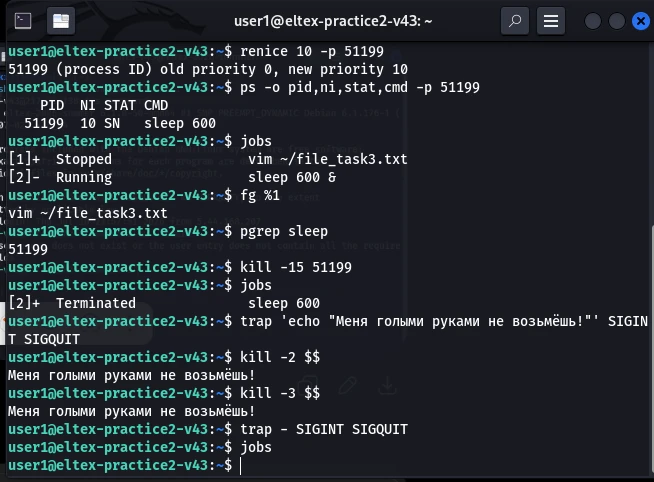 user1@eltex-practice2-v43: ~
user1@eltex-practice2-v43:~$ renice 10 -p 51199
51199 (process ID) old priority 0, new priority 10
user1@eltex-practice2-v43:~$ ps -o pid,ni,stat,cmd -p 51199
    PID  NI STAT CMD
  51199  10 SN   sleep 600
user1@eltex-practice2-v43:~$ jobs
[1]+  Stopped                 vim ~/file_task3.txt
[2]-  Running                 sleep 600 &
user1@eltex-practice2-v43:~$ fg %1
vim ~/file_task3.txt
user1@eltex-practice2-v43:~$ pgrep sleep
51199
user1@eltex-practice2-v43:~$ kill -15 51199
user1@eltex-practice2-v43:~$ jobs
[2]+  Terminated              sleep 600
user1@eltex-practice2-v43:~$ trap 'echo "Меня голыми руками не возьмёшь!"' SIGIN
T SIGQUIT
user1@eltex-practice2-v43:~$ kill -2 $$
Меня голыми руками не возьмёшь!
user1@eltex-practice2-v43:~$ kill -3 $$
Меня голыми руками не возьмёшь!
user1@eltex-practice2-v43:~$ trap - SIGINT SIGQUIT
user1@eltex-practice2-v43:~$ jobs
user1@eltex-practice2-v43:~$